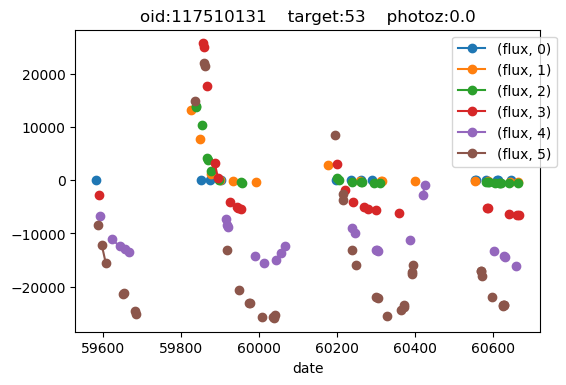 oid:117510131    target:53    photoz:0.0
(flux, 0)
(flux, 1)
(flux, 2)
(flux, 3)
(flux, 4)
(flux, 5)
20000
10000
0
−10000
−20000
59600 59800 60000 60200 60400 60600
date